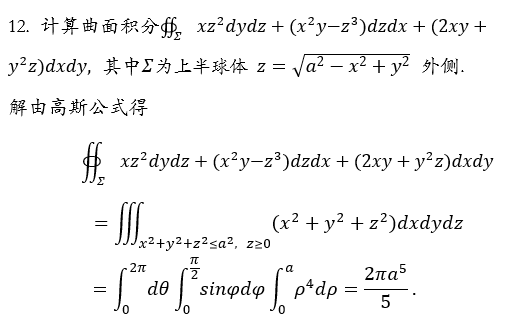 12. 计算曲面积分∯_Σ xz²dydz + (x²y−z³)dzdx + (2xy +
y²z)dxdy, 其中Σ为上半球体 z = √(a² − x² + y²) 外侧.
解由高斯公式得
∯_Σ xz²dydz + (x²y−z³)dzdx + (2xy + y²z)dxdy
= ∭_{x²+y²+z²≤a², z≥0} (x² + y² + z²)dxdydz
= ∫₀^{2π} dθ ∫₀^{π/2} sinφdφ ∫₀^a ρ⁴dρ = 2πa⁵/5 .